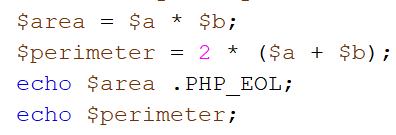 $area = $a * $b;
$perimeter = 2 * ($a + $b);
echo $area .PHP_EOL;
echo $perimeter;